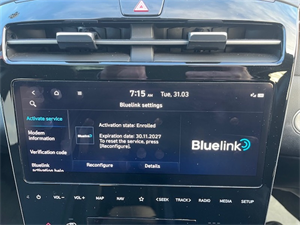 7:15 AM Tue, 31.03
Bluelink settings
Activate service
Modem information
Verification code
Bluelink
Activation state: Enrolled
Expiration date: 30.11.2027
To reset the service, press
[Reconfigure].
Reconfigure Details
Bluelink
VOL - VOL + MAP NAV < SEEK TRACK > RADIO MEDIA SETUP